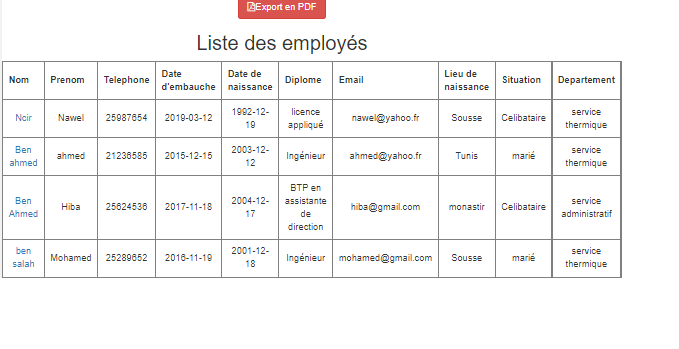 Export en PDF
Liste des employés
Nom Prenom Telephone Date d'embauche Date de naissance Diplome Email Lieu de naissance Situation Departement
Ncir Nawel 25987654 2019-03-12 1992-12-19 licence appliqué nawel@yahoo.fr Sousse Celibataire service thermique
Ben ahmed ahmed 21236585 2015-12-15 2003-12-12 Ingénieur ahmed@yahoo.fr Tunis marié service thermique
Ben Ahmed Hiba 25624536 2017-11-18 2004-12-17 BTP en assistante de direction hiba@gmail.com monastir Celibataire service administratif
ben salah Mohamed 25289652 2016-11-19 2001-12-18 Ingénieur mohamed@gmail.com Sousse marié service thermique